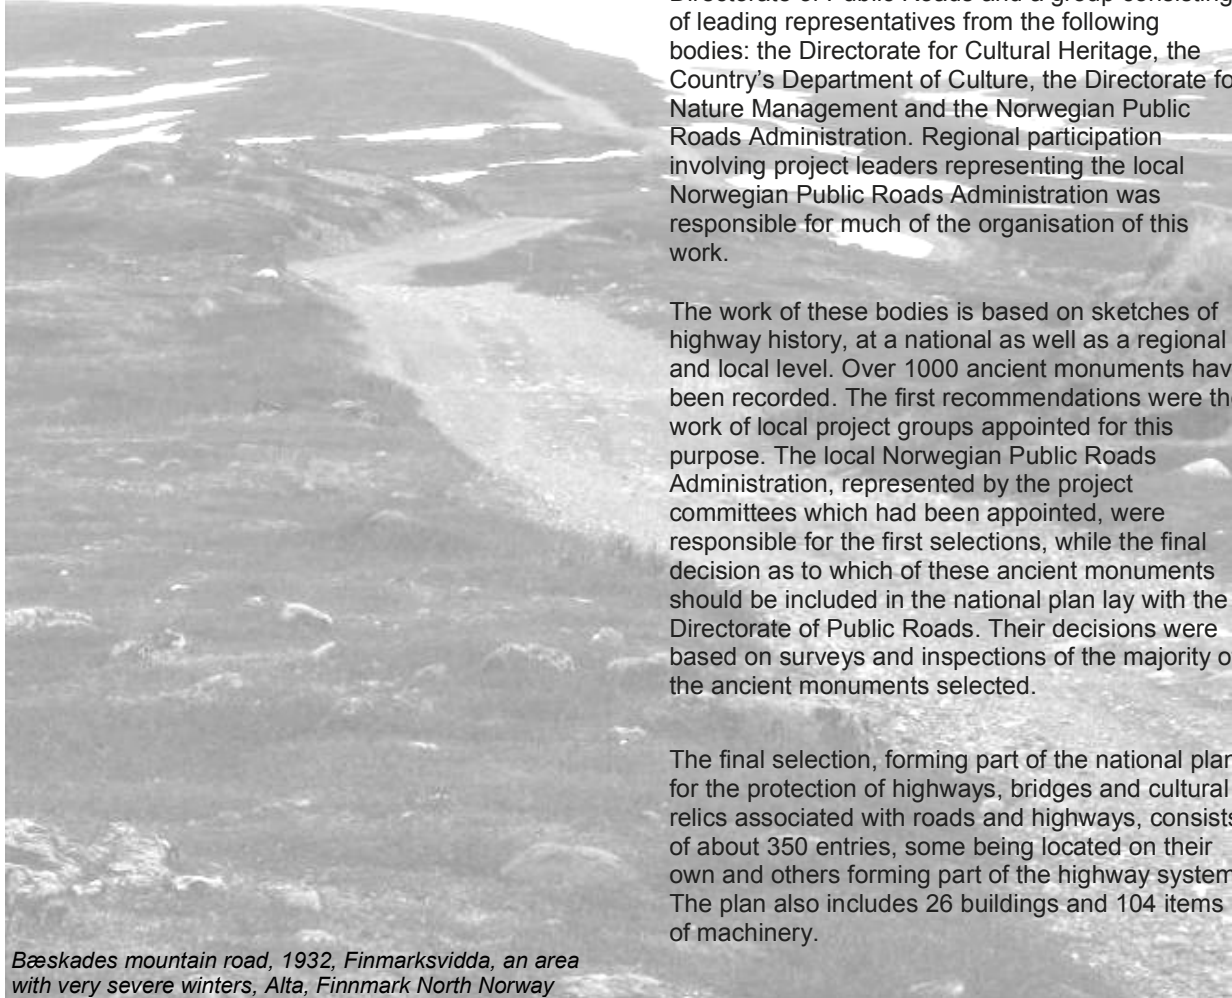 Directorate of Public Roads and a group consisting
of leading representatives from the following
bodies: the Directorate for Cultural Heritage, the
Country's Department of Culture, the Directorate fo
Nature Management and the Norwegian Public
Roads Administration. Regional participation
involving project leaders representing the local
Norwegian Public Roads Administration was
responsible for much of the organisation of this
work.

The work of these bodies is based on sketches of
highway history, at a national as well as a regional
and local level. Over 1000 ancient monuments hav
been recorded. The first recommendations were th
work of local project groups appointed for this
purpose. The local Norwegian Public Roads
Administration, represented by the project
committees which had been appointed, were
responsible for the first selections, while the final
decision as to which of these ancient monuments
should be included in the national plan lay with the
Directorate of Public Roads. Their decisions were
based on surveys and inspections of the majority o
the ancient monuments selected.

The final selection, forming part of the national plan
for the protection of highways, bridges and cultural
relics associated with roads and highways, consists
of about 350 entries, some being located on their
own and others forming part of the highway system
The plan also includes 26 buildings and 104 items
of machinery.

Bæskades mountain road, 1932, Finmarksvidda, an area
with very severe winters, Alta, Finnmark North Norway